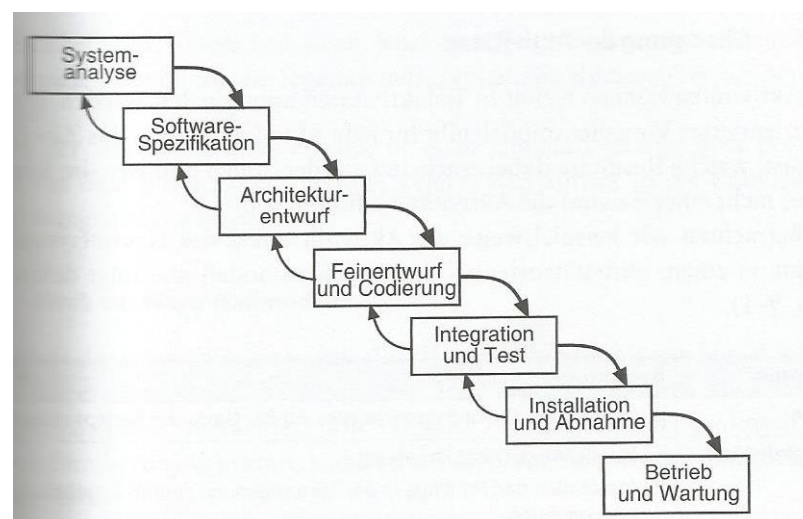 System-
analyse
Software-
Spezifikation
Architektur-
entwurf
Feinentwurf
und Codierung
Integration
und Test
Installation
und Abnahme
Betrieb
und Wartung